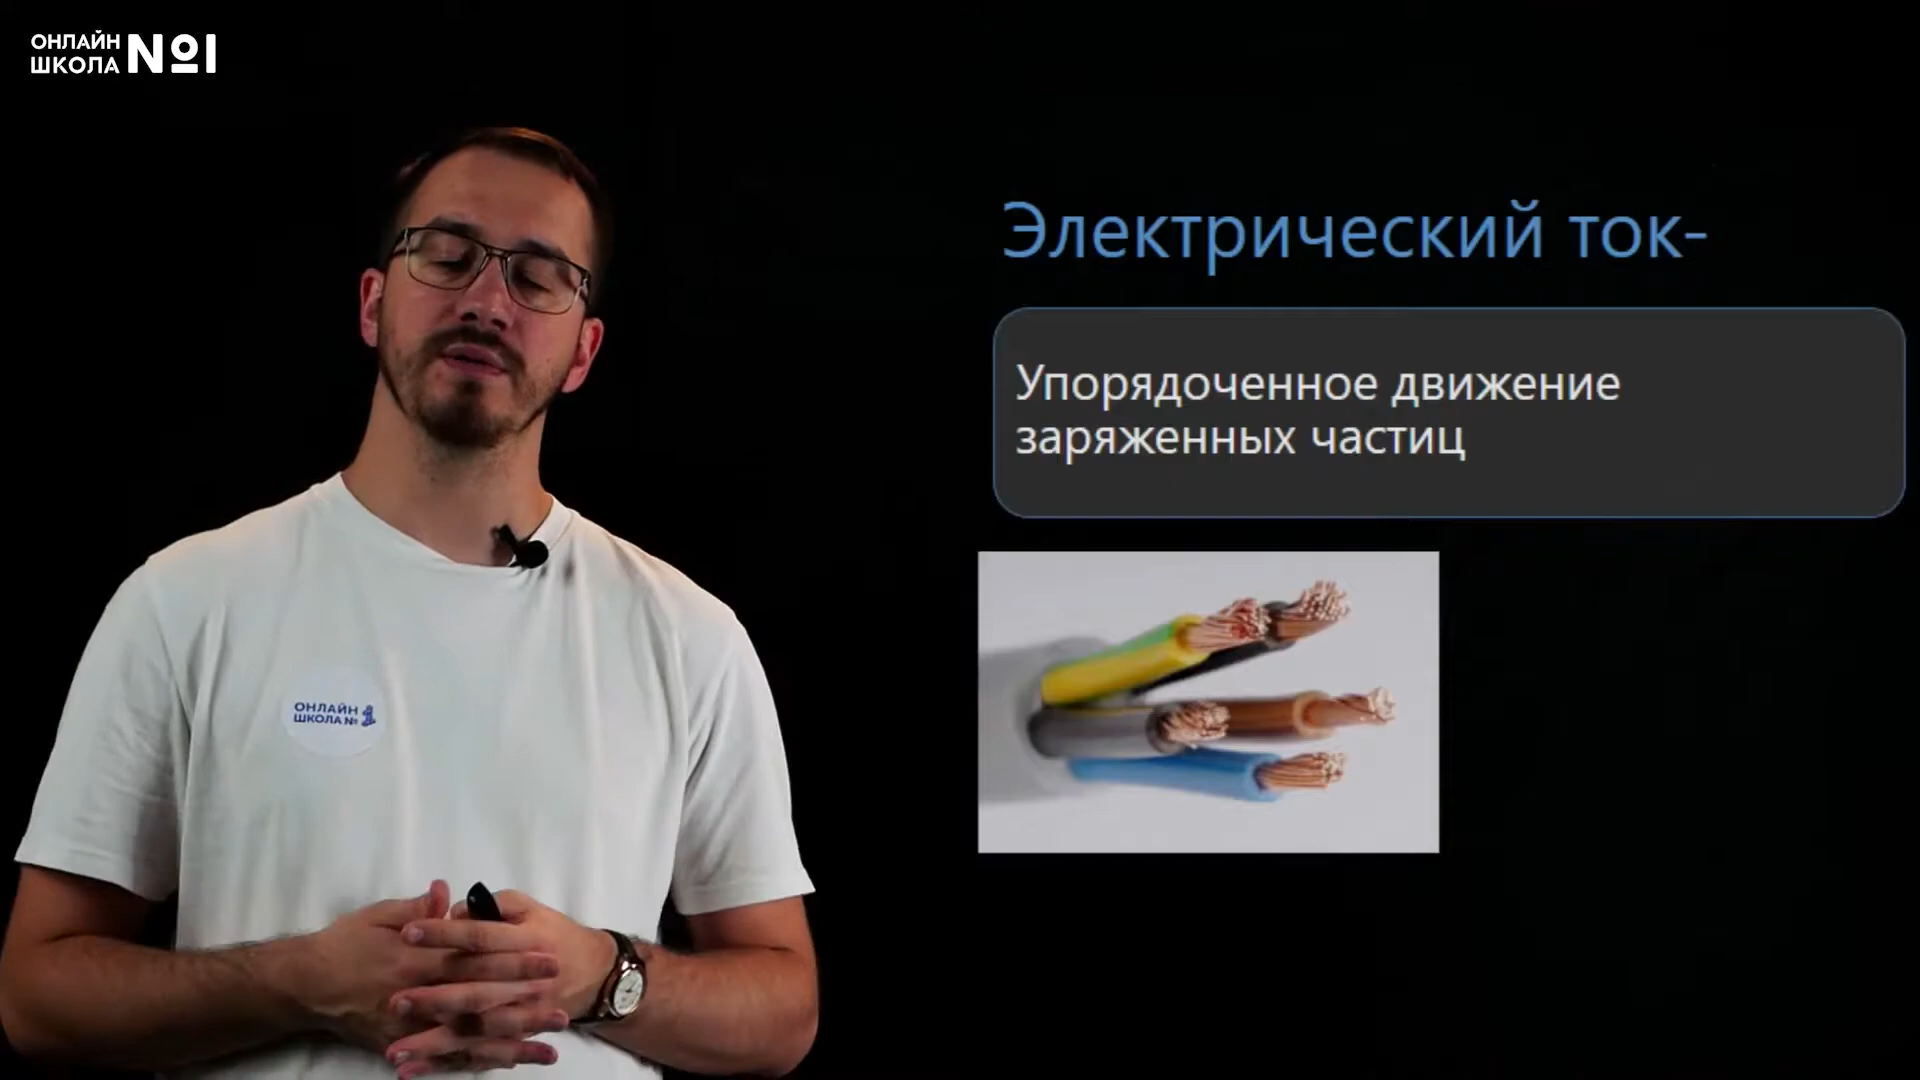 ОНЛАЙН
ШКОЛА №1
Электрический ток-
Упорядоченное движение
заряженных частиц
ОНЛАЙН
ШКОЛА №1